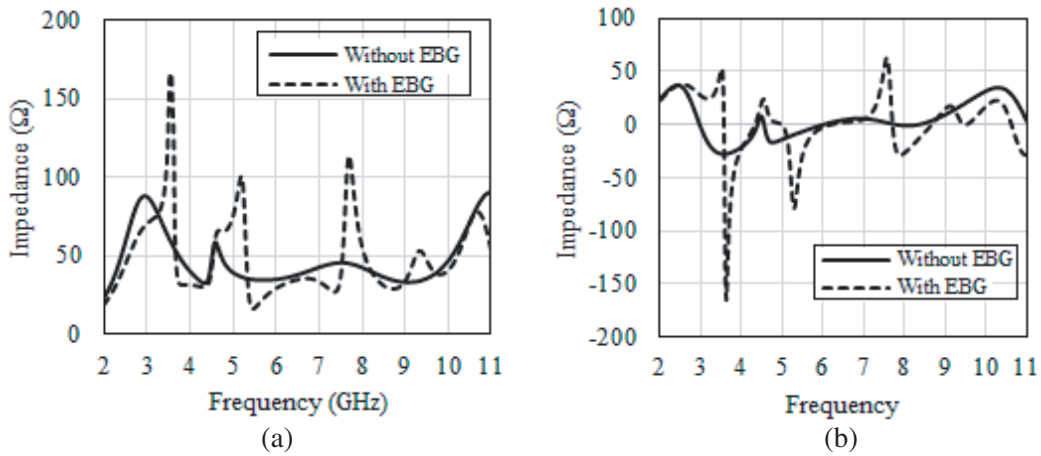 200
150
100
50
0
Impedance (Ω)
Without EBG
With EBG
2 3 4 5 6 7 8 9 10 11
Frequency (GHz)
(a)
100
50
0
-50
-100
-150
-200
Impedance (Ω)
Without EBG
With EBG
2 3 4 5 6 7 8 9 10 11
Frequency
(b)